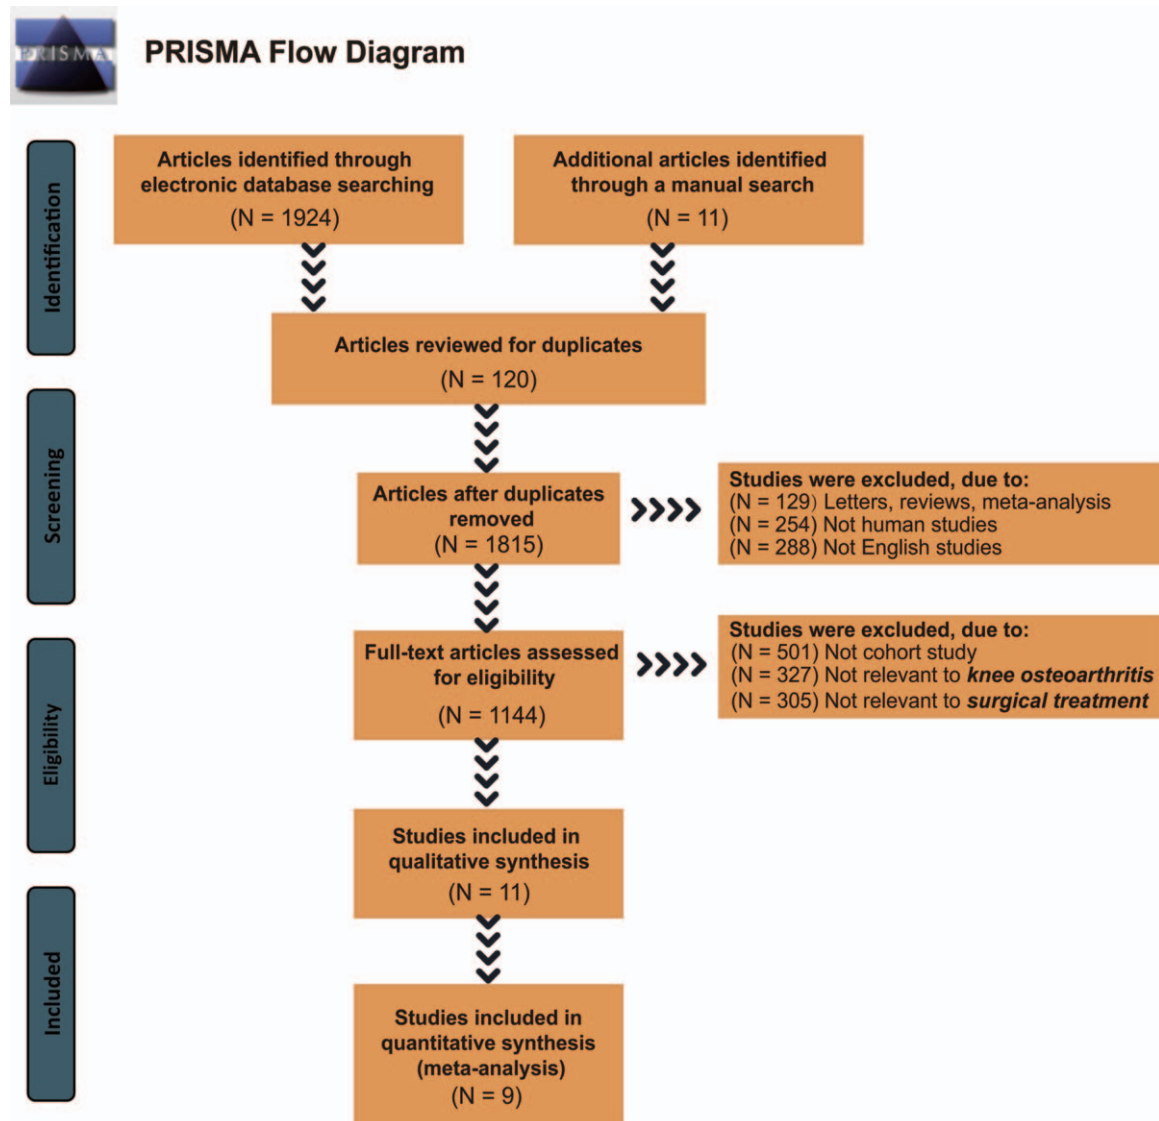 PRISMA
PRISMA Flow Diagram
Identification
Articles identified through
electronic database searching
(N = 1924)
Additional articles identified
through a manual search
(N = 11)
Articles reviewed for duplicates
(N = 120)
Screening
Articles after duplicates
removed
(N = 1815)
Studies were excluded, due to:
(N = 129) Letters, reviews, meta-analysis
(N = 254) Not human studies
(N = 288) Not English studies
Eligibility
Full-text articles assessed
for eligibility
(N = 1144)
Studies were excluded, due to:
(N = 501) Not cohort study
(N = 327) Not relevant to knee osteoarthritis
(N = 305) Not relevant to surgical treatment
Studies included in
qualitative synthesis
(N = 11)
Included
Studies included in
quantitative synthesis
(meta-analysis)
(N = 9)